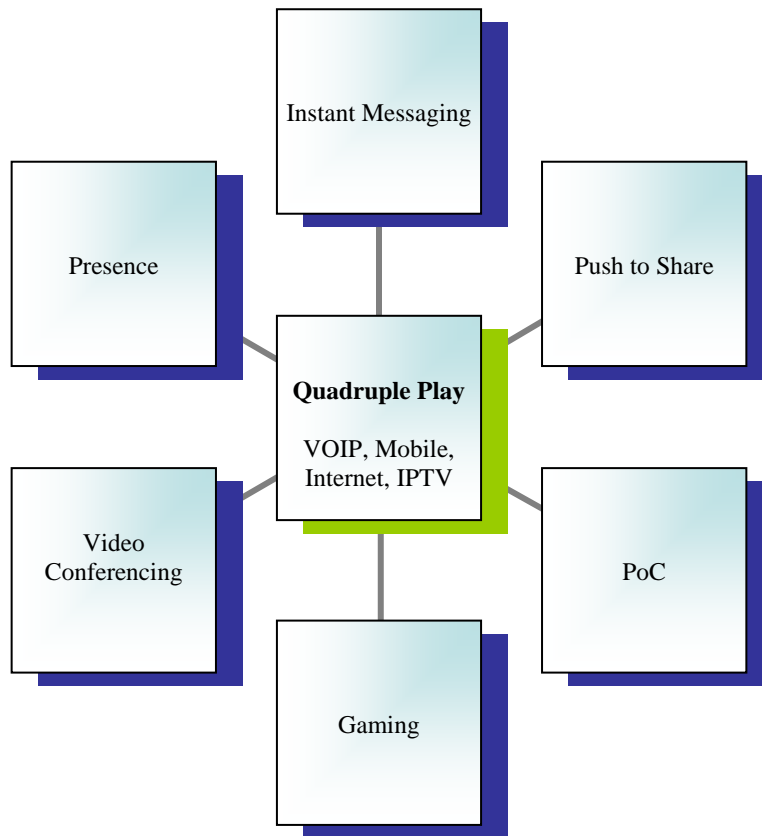 Instant Messaging
Presence
Push to Share
Quadruple Play
VOIP, Mobile,
Internet, IPTV
Video
Conferencing
PoC
Gaming